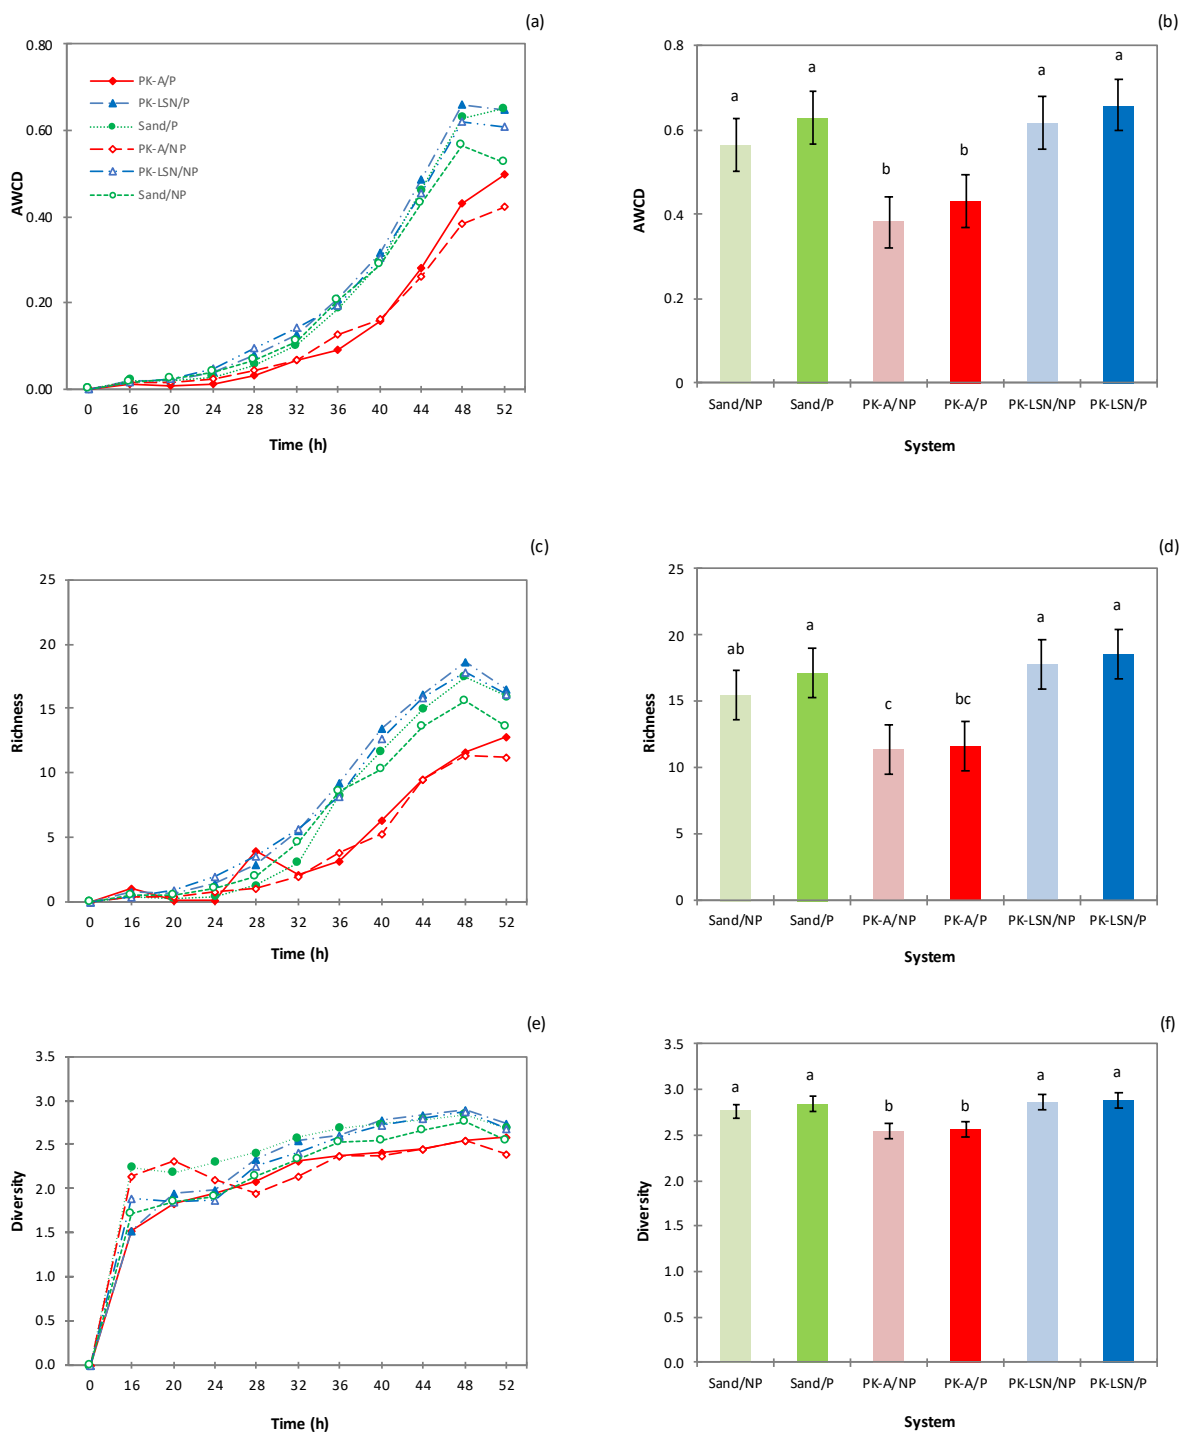 (a)
0.80
0.60
0.40
0.20
0.00
AWCD
PK-A/P
PK-LSN/P
Sand/P
PK-A/NP
PK-LSN/NP
Sand/NP
0 16 20 24 28 32 36 40 44 48 52
Time (h)
(b)
0.8
0.6
0.4
0.2
0
AWCD
a a b b a a
Sand/NP Sand/P PK-A/NP PK-A/P PK-LSN/NP PK-LSN/P
System
(c)
25
20
15
10
5
0
Richness
0 16 20 24 28 32 36 40 44 48 52
Time (h)
(d)
25
20
15
10
5
0
Richness
ab a c bc a a
Sand/NP Sand/P PK-A/NP PK-A/P PK-LSN/NP PK-LSN/P
System
(e)
3.5
3.0
2.5
2.0
1.5
1.0
0.5
0.0
Diversity
0 16 20 24 28 32 36 40 44 48 52
Time (h)
(f)
3.5
3.0
2.5
2.0
1.5
1.0
0.5
0.0
Diversity
a a b b a a
Sand/NP Sand/P PK-A/NP PK-A/P PK-LSN/NP PK-LSN/P
System